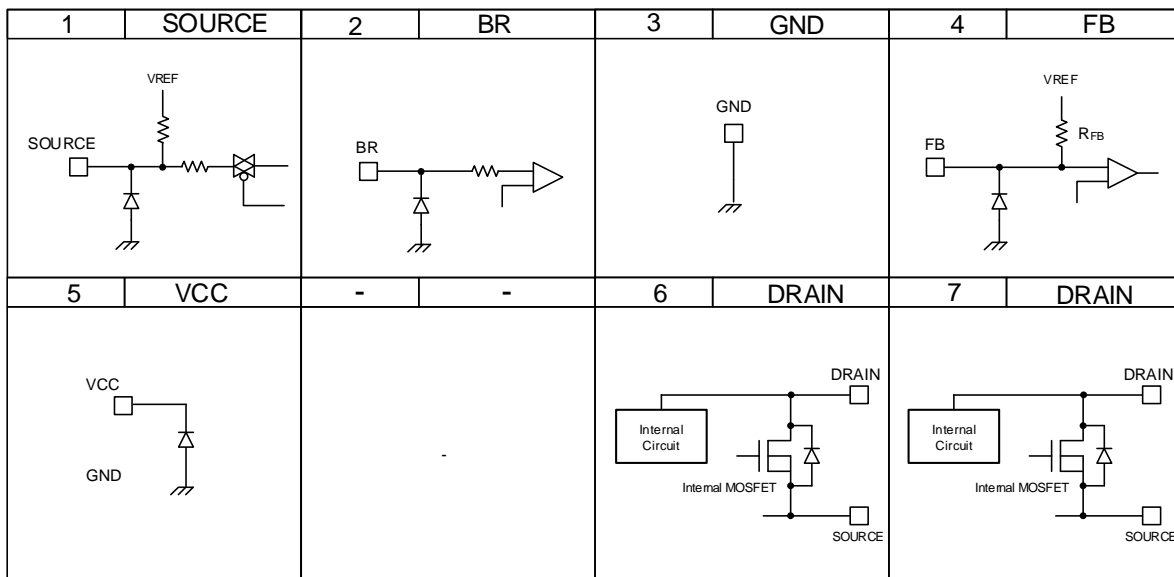 1 SOURCE 2 BR 3 GND 4 FB
VREF
SOURCE
BR
GND
VREF
RFB
FB
5 VCC - - 6 DRAIN 7 DRAIN
VCC
GND
-
DRAIN
Internal
Circuit
Internal MOSFET
SOURCE
DRAIN
Internal
Circuit
Internal MOSFET
SOURCE